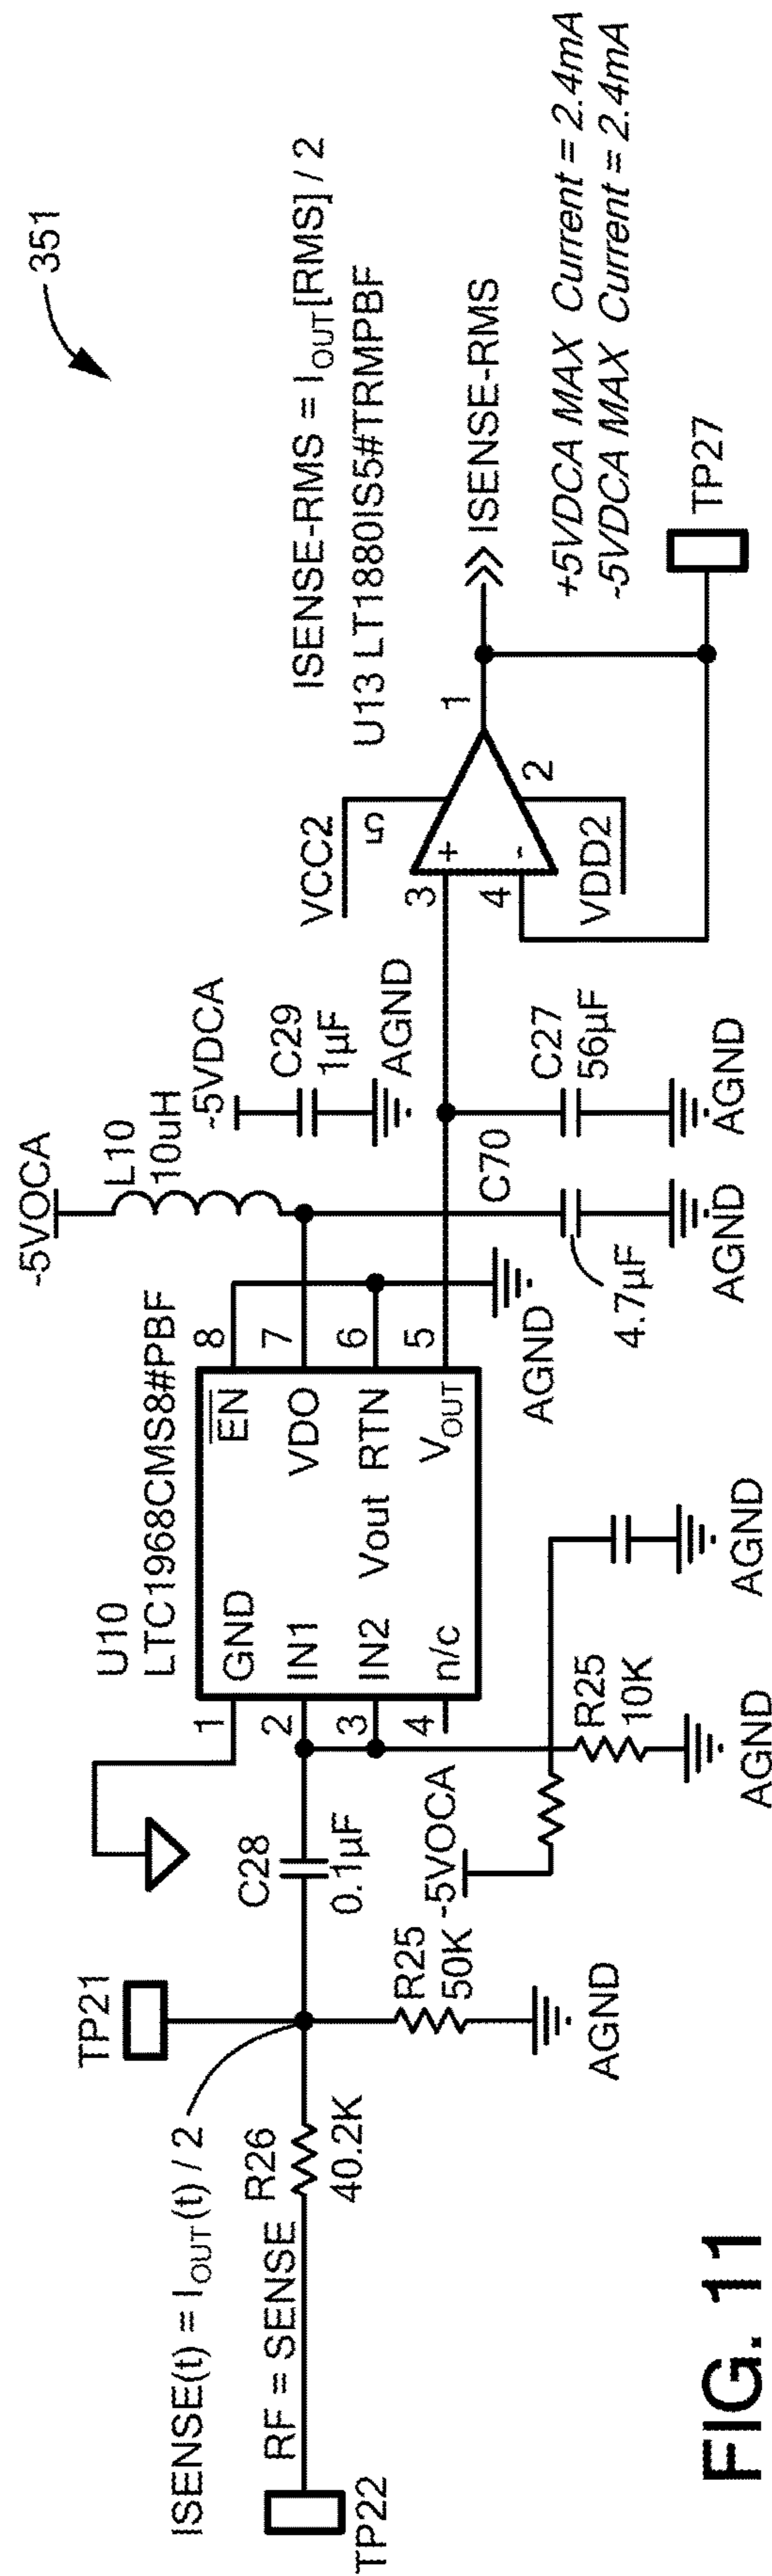 351
ISENSE-RMS = IOUT[RMS] / 2
U13 LT1880IS5#TRMPBF
ISENSE-RMS
+5VDCA MAX Current = 2.4mA
-5VDCA MAX Current = 2.4mA
TP27
VCC2
5
1
2
3
+
4
-
VDD2
-5VOCA
L10
10uH
-5VDCA
C29
1µF
AGND
C70
4.7µF
AGND
C27
56µF
AGND
U10
LTC1968CMS8#PBF
1
GND
EN
8
2
IN1
VDO
7
3
IN2
Vout RTN
6
4
n/c
VOUT
5
AGND
TP21
ISENSE(t) = IOUT(t) / 2
C28
0.1µF
RF = SENSE
R26
40.2K
TP22
R25
50K
AGND
-5VOCA
R25
10K
AGND
AGND
FIG. 11